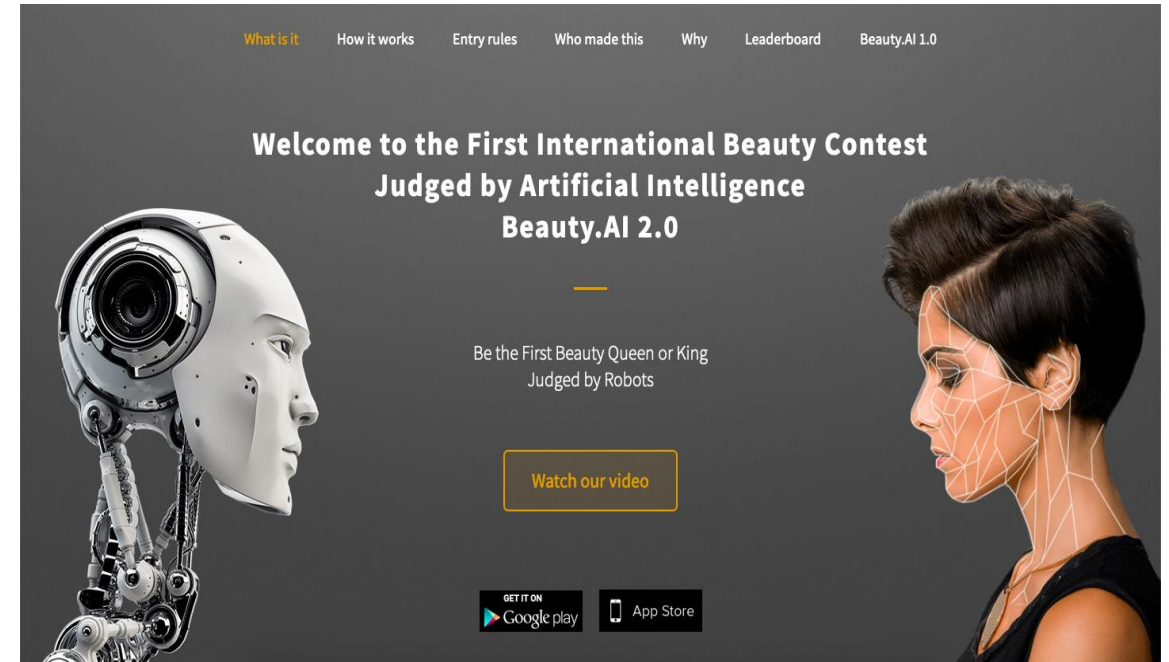 What is it How it works Entry rules Who made this Why Leaderboard Beauty.AI 1.0
Welcome to the First International Beauty Contest
Judged by Artificial Intelligence
Beauty.AI 2.0
Be the First Beauty Queen or King
Judged by Robots
Watch our video
GET IT ON
Google play
App Store